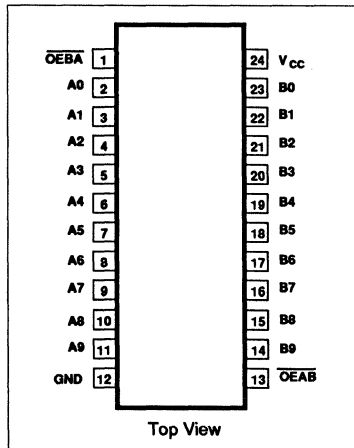 O̅E̅B̅A̅ 1 24 VCC
A0 2 23 B0
A1 3 22 B1
A2 4 21 B2
A3 5 20 B3
A4 6 19 B4
A5 7 18 B5
A6 8 17 B6
A7 9 16 B7
A8 10 15 B8
A9 11 14 B9
GND 12 13 O̅E̅A̅B̅
Top View